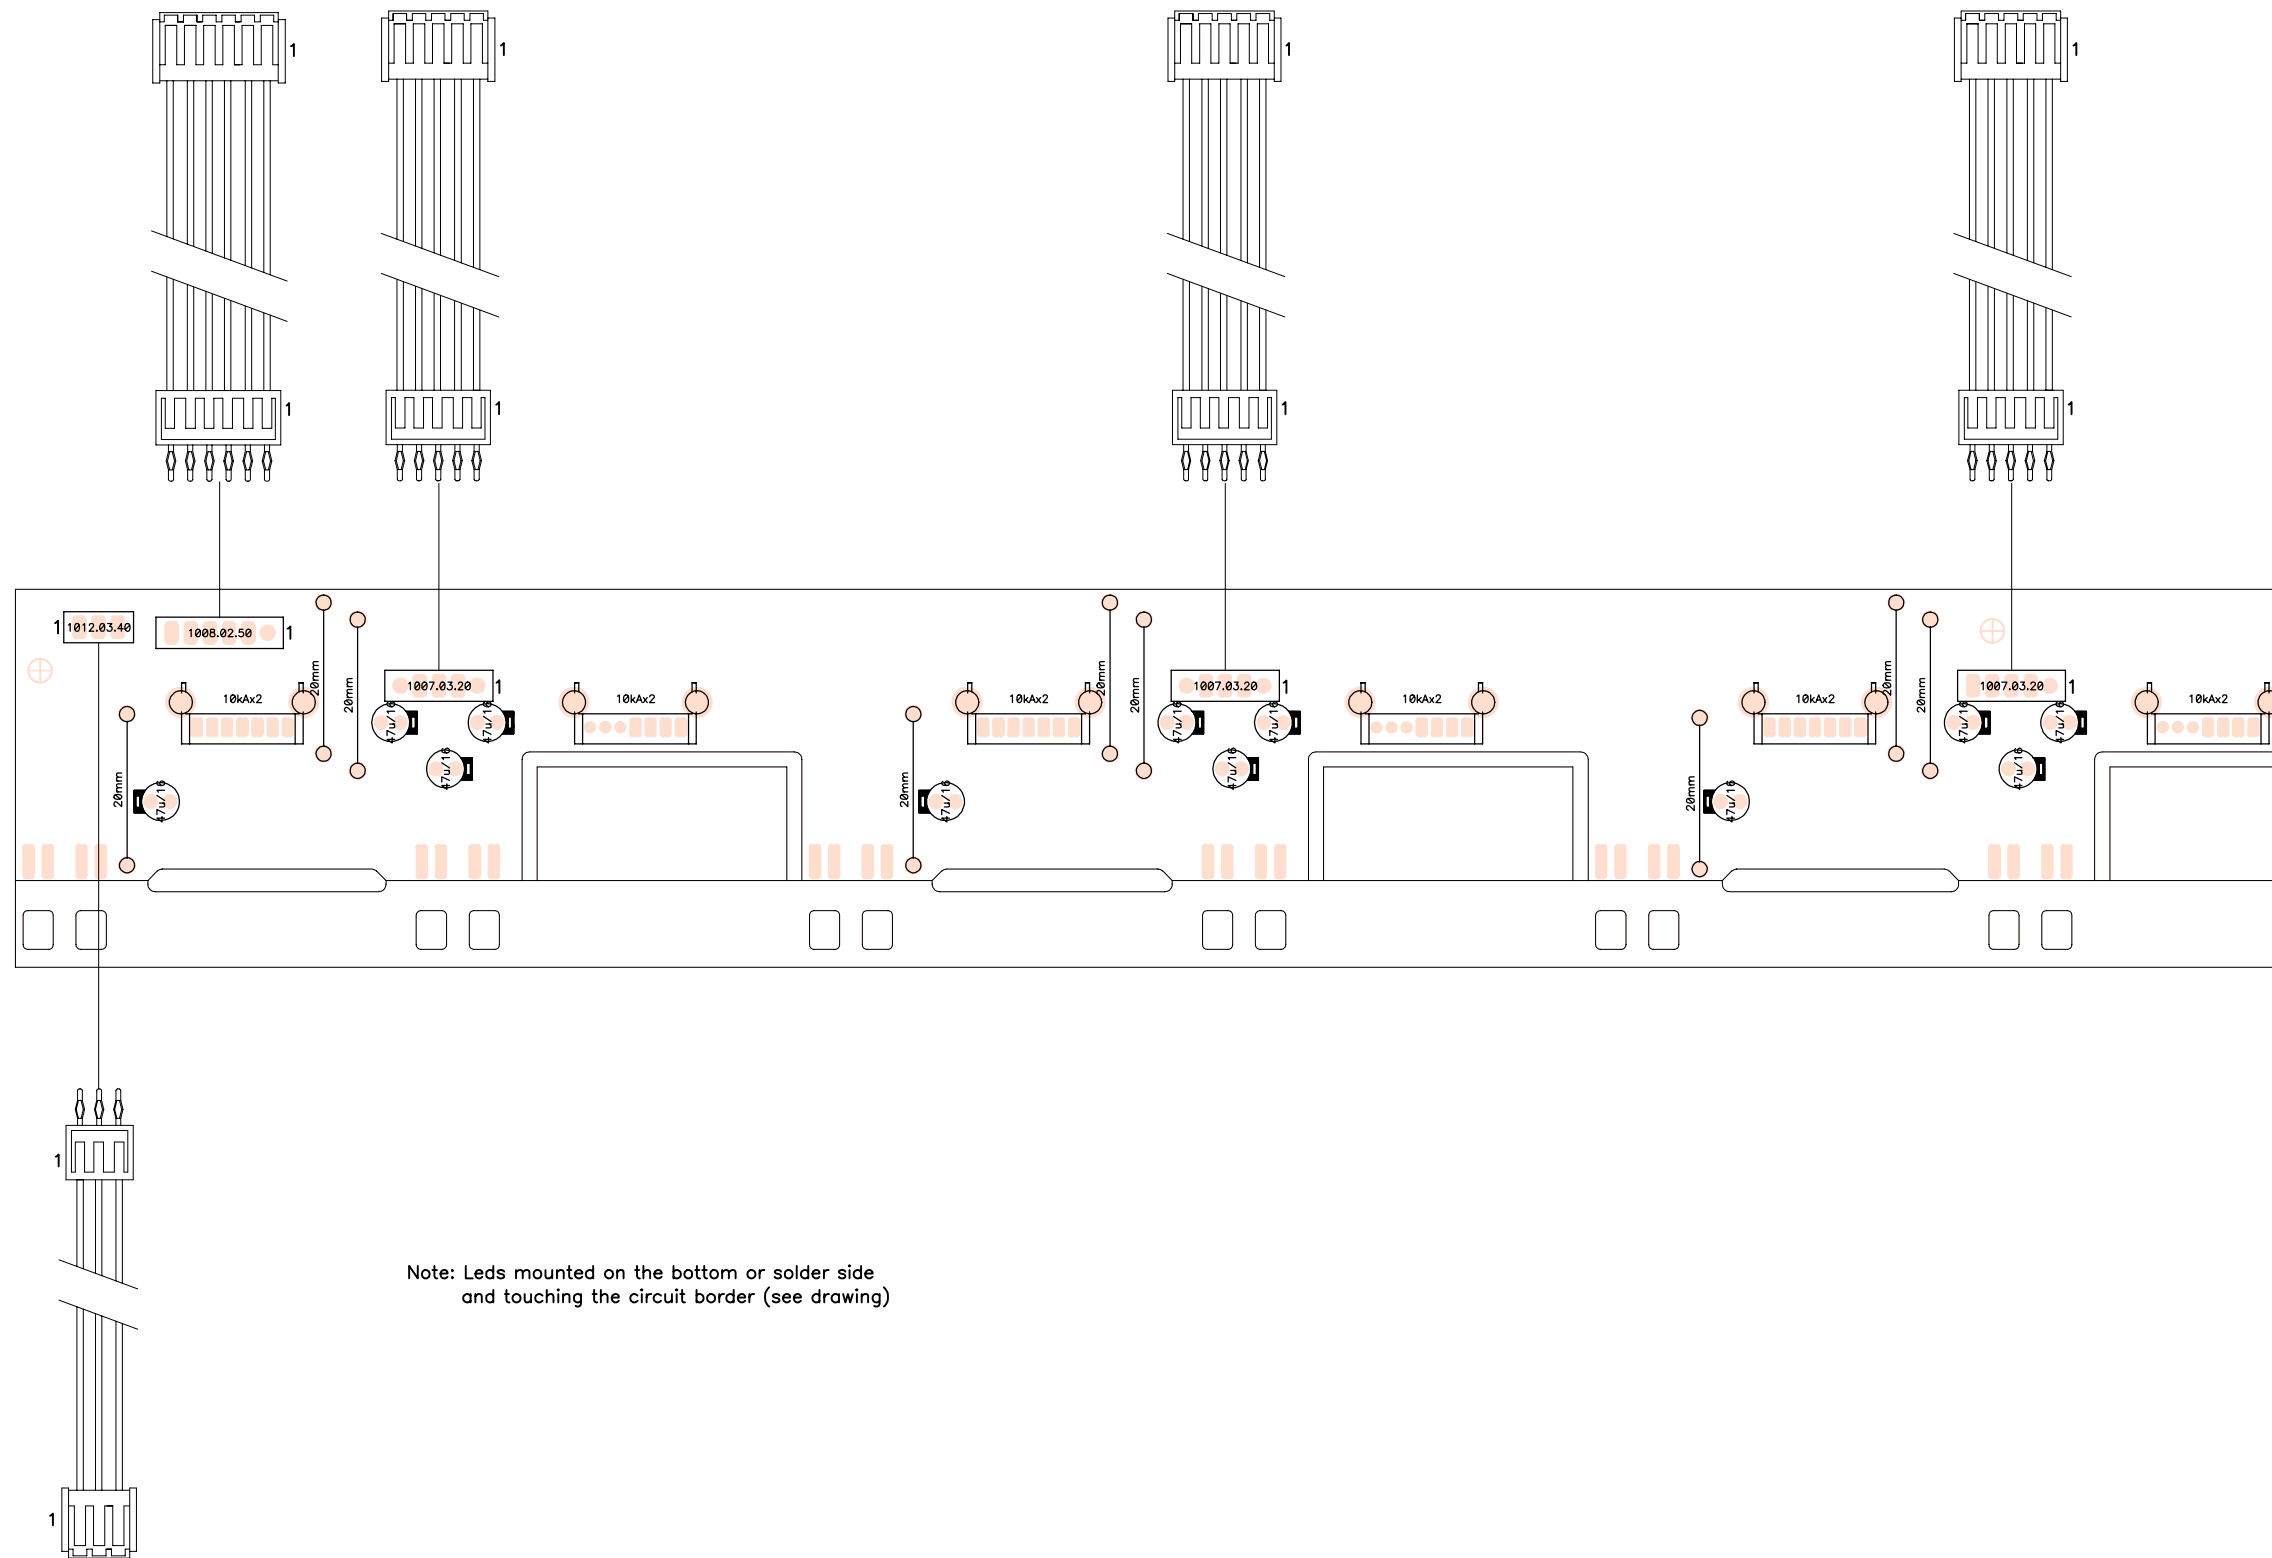 1
1
1
1
1
1
1
1
1
1012.03.40
1008.02.50
1
20mm
20mm
1007.03.20
1
20mm
20mm
1007.03.20
1
20mm
20mm
1007.03.20
1
10kAx2
10kAx2
10kAx2
10kAx2
10kAx2
10kAx2
47u/16
47u/16
47u/16
47u/16
47u/16
47u/16
47u/16
47u/16
47u/16
20mm
47u/16
20mm
47u/16
20mm
47u/16
1
Note: Leds mounted on the bottom or solder side
and touching the circuit border (see drawing)
1